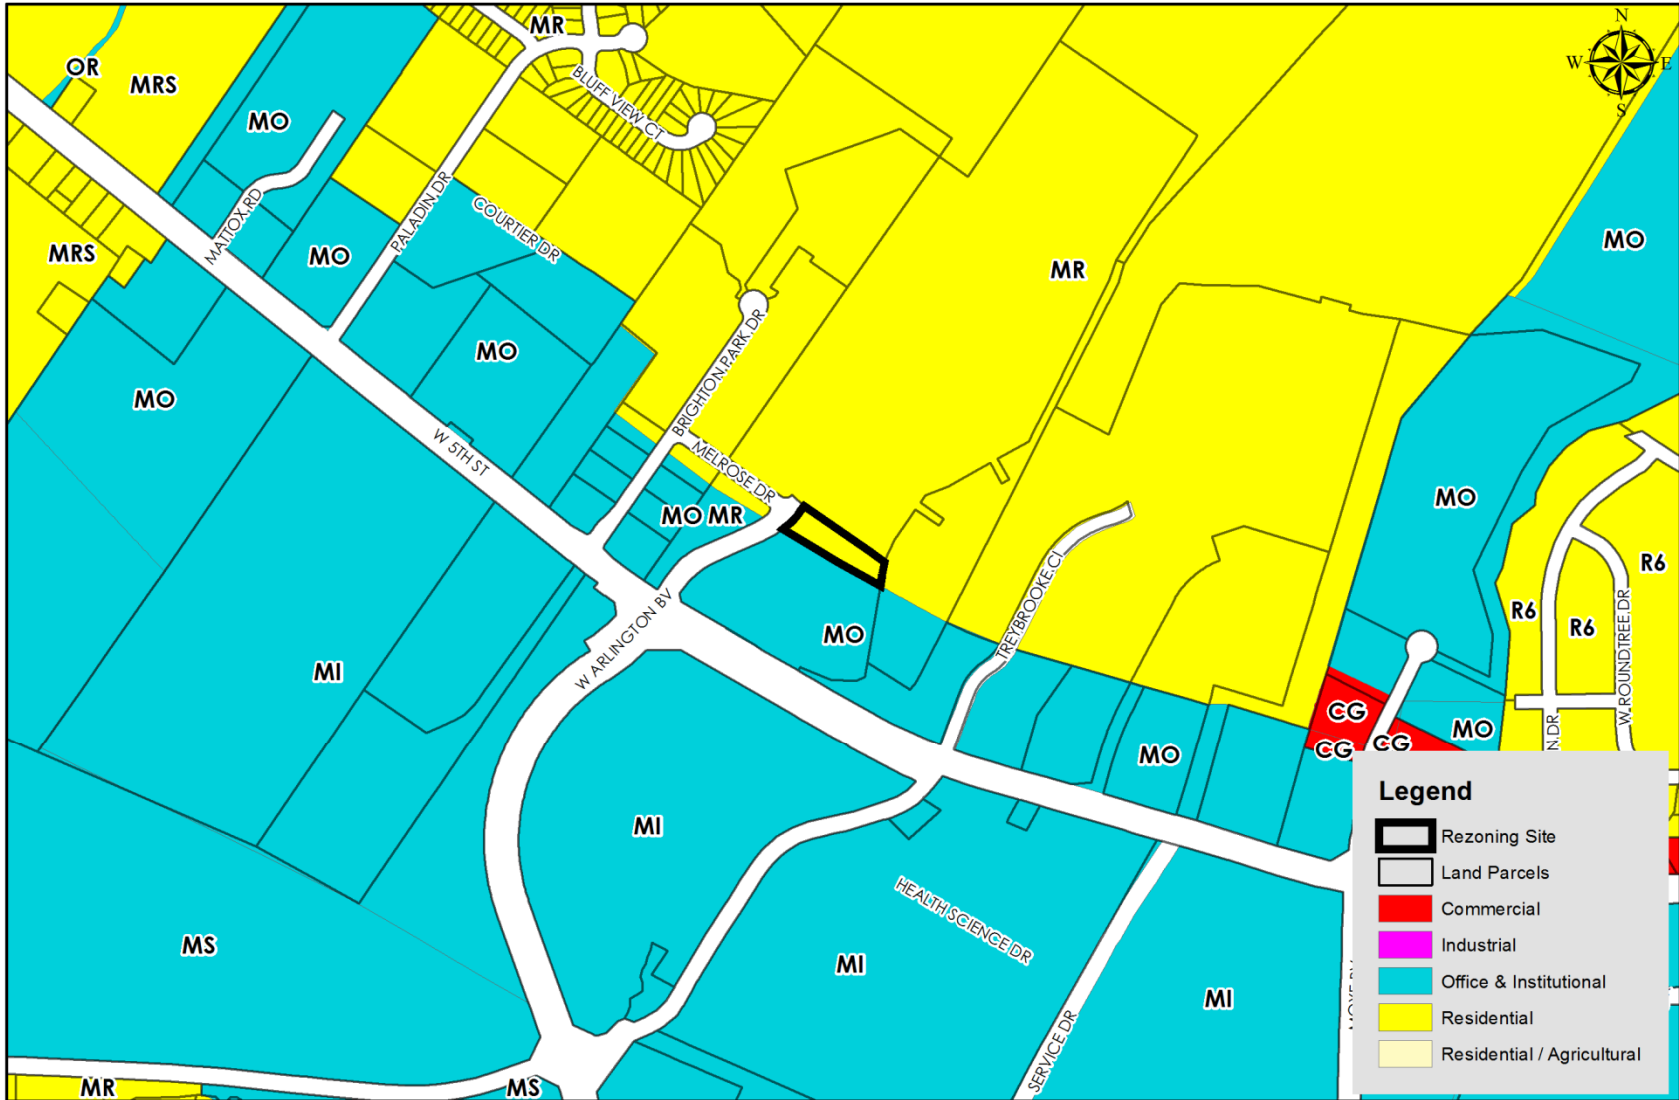 MR
N
W E
S
OR
MRS
BLUFF VIEW CT
MO
MATTOX RD
PALADIN DR
COURTIER DR
MRS
MO
MO
MR
MO
MO
BRIGHTON PARK DR
W 5TH ST
MELROSE DR
MO MR
MO
R6
R6
R6
W ROUNDTREE DR
TREYBROOKE CI
W ARLINGTON BV
MO
MI
CG
CG
CG
MO
N DR
MO
MI
HEALTH SCIENCE DR
MS
MI
MI
SERVICE DR
MR
MS
Legend
Rezoning Site
Land Parcels
Commercial
Industrial
Office & Institutional
Residential
Residential / Agricultural